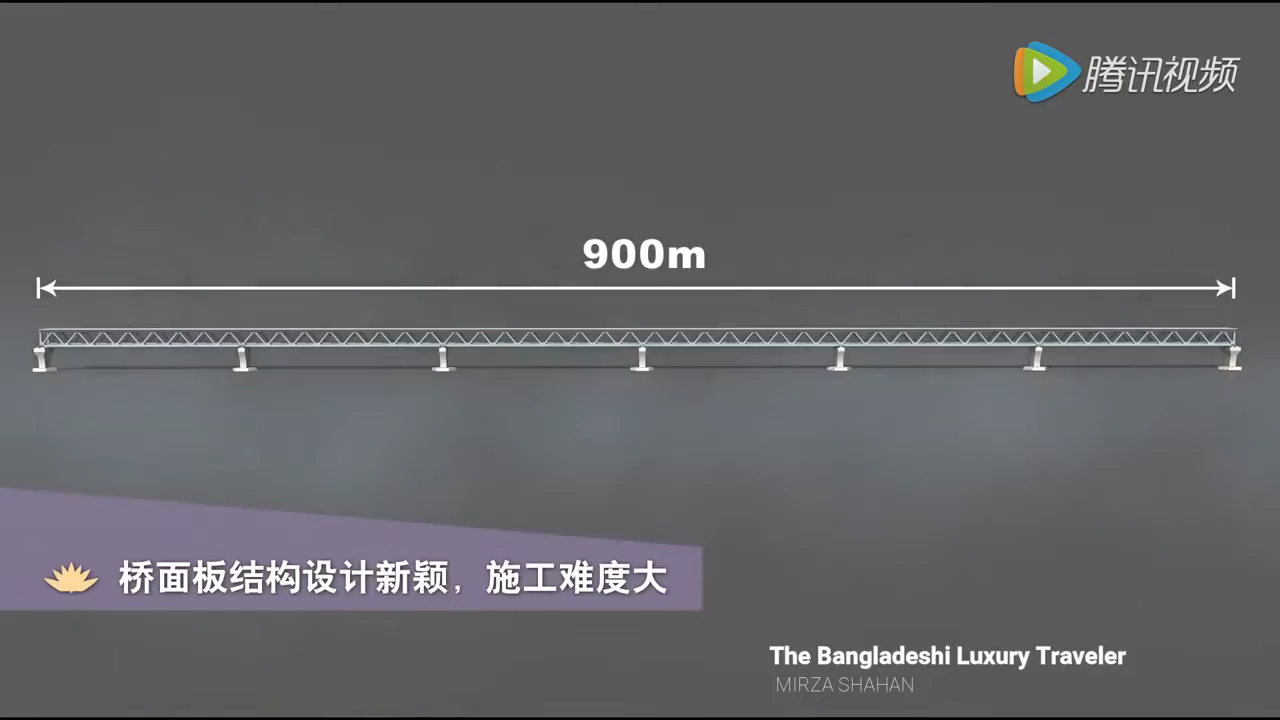 腾讯视频
900m
桥面板结构设计新颖，施工难度大
The Bangladeshi Luxury Traveler
MIRZA SHAHAN